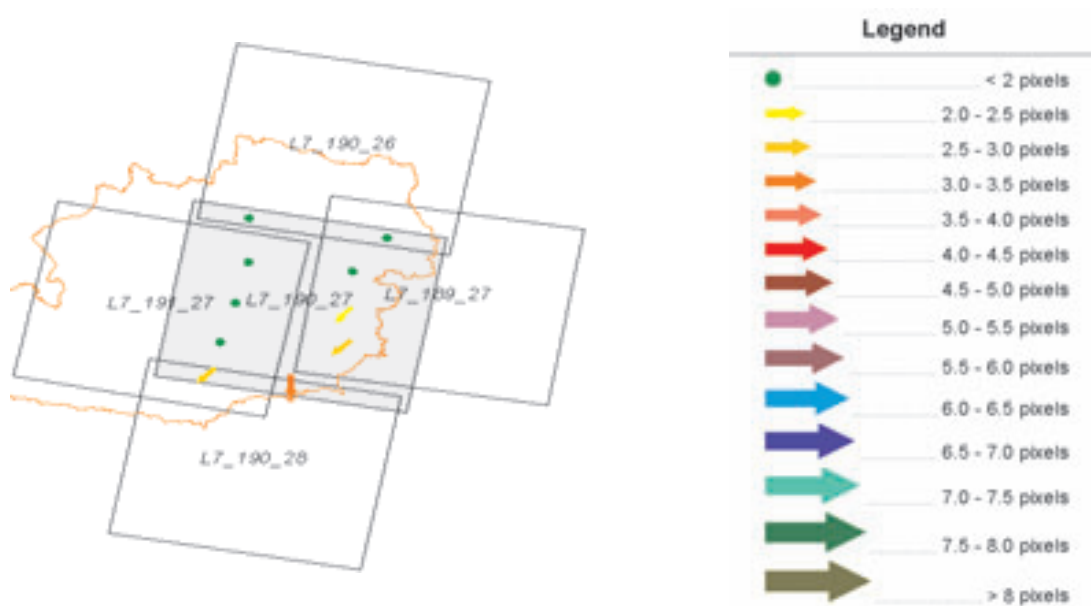 L7_190_26
L7_191_27
L7_190_27
L7_189_27
L7_190_28
Legend
< 2 pixels
2.0 - 2.5 pixels
2.5 - 3.0 pixels
3.0 - 3.5 pixels
3.5 - 4.0 pixels
4.0 - 4.5 pixels
4.5 - 5.0 pixels
5.0 - 5.5 pixels
5.5 - 6.0 pixels
6.0 - 6.5 pixels
6.5 - 7.0 pixels
7.0 - 7.5 pixels
7.5 - 8.0 pixels
> 8 pixels